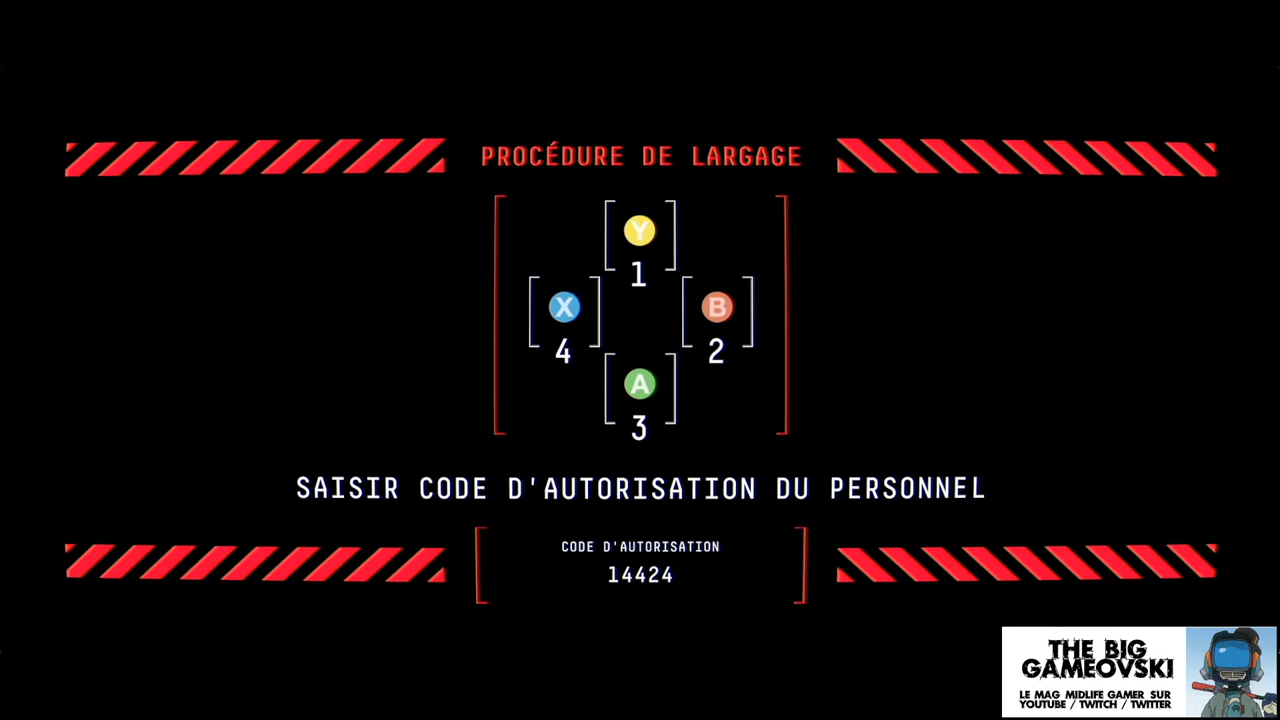 PROCÉDURE DE LARGAGE
Y
1
X
B
4
2
A
3
SAISIR CODE D'AUTORISATION DU PERSONNEL
CODE D'AUTORISATION
14424
THE BIG
GAMEOVSKI
LE MAG MIDLIFE GAMER SUR
YOUTUBE / TWITCH / TWITTER